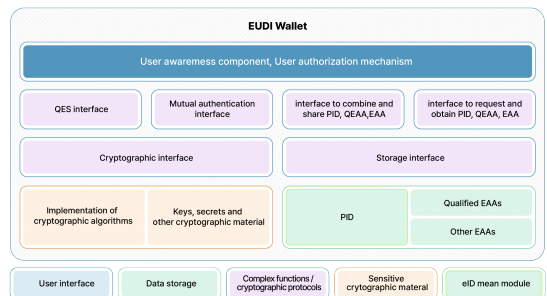 EUDI Wallet
User awaremess component, User authorization mechanism
QES interface
Mutual authentication
interface
interface to combine and
share PID, QEAA,EAA
interface to request and
obtain PID, QEAA, EAA
Cryptographic interface
Storage interface
Implementation of
cryptographic algorithms
Keys, secrets and
other cryptographic material
PID
Qualified EAAs
Other EAAs
User interface
Data storage
Complex functions /
cryptographic protocols
Sensitive
crytographic materal
eID mean module